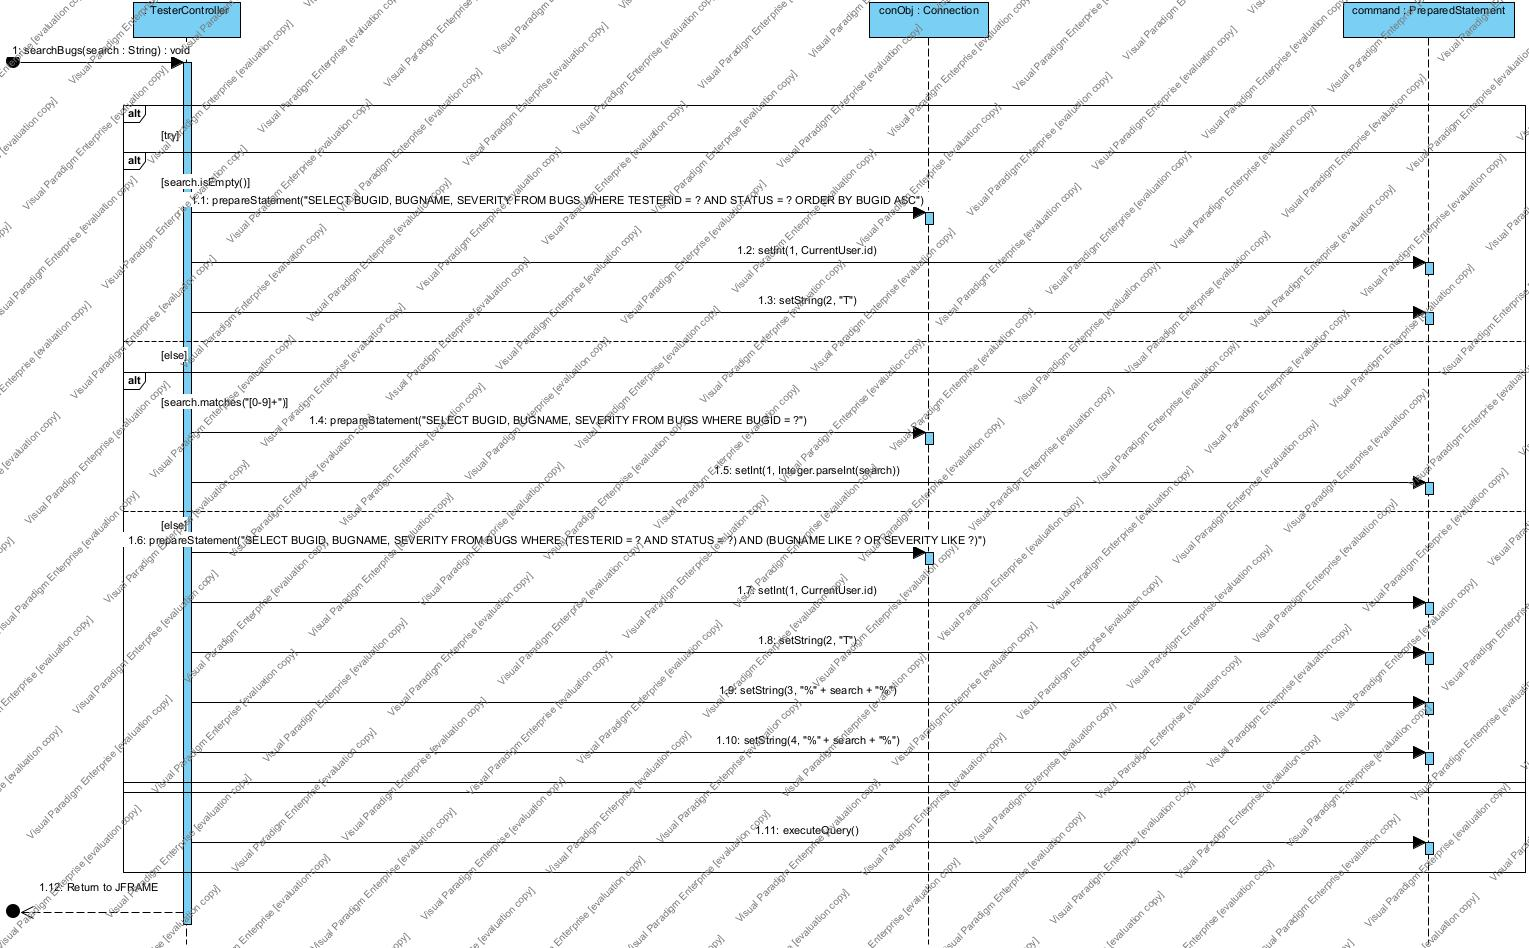 TesterController
conObj : Connection
command : PreparedStatement
1: searchBugs(search : String) : void
alt
[try]
alt
[search.isEmpty()]
1.1: prepareStatement("SELECT BUGID, BUGNAME, SEVERITY FROM BUGS WHERE TESTERID = ? AND STATUS = ? ORDER BY BUGID ASC")
1.2: setInt(1, CurrentUser.id)
1.3: setString(2, "T")
[else]
alt
[search.matches("[0-9]+")]
1.4: prepareStatement("SELECT BUGID, BUGNAME, SEVERITY FROM BUGS WHERE BUGID = ?")
1.5: setInt(1, Integer.parseInt(search))
[else]
1.6: prepareStatement("SELECT BUGID, BUGNAME, SEVERITY FROM BUGS WHERE (TESTERID = ? AND STATUS = ?) AND (BUGNAME LIKE ? OR SEVERITY LIKE ?)")
1.7: setInt(1, CurrentUser.id)
1.8: setString(2, "T")
1.9: setString(3, "%" + search + "%")
1.10: setString(4, "%" + search + "%")
1.11: executeQuery()
1.12: Return to JFRAME
Visual Paradigm Enterprise [evaluation copy]